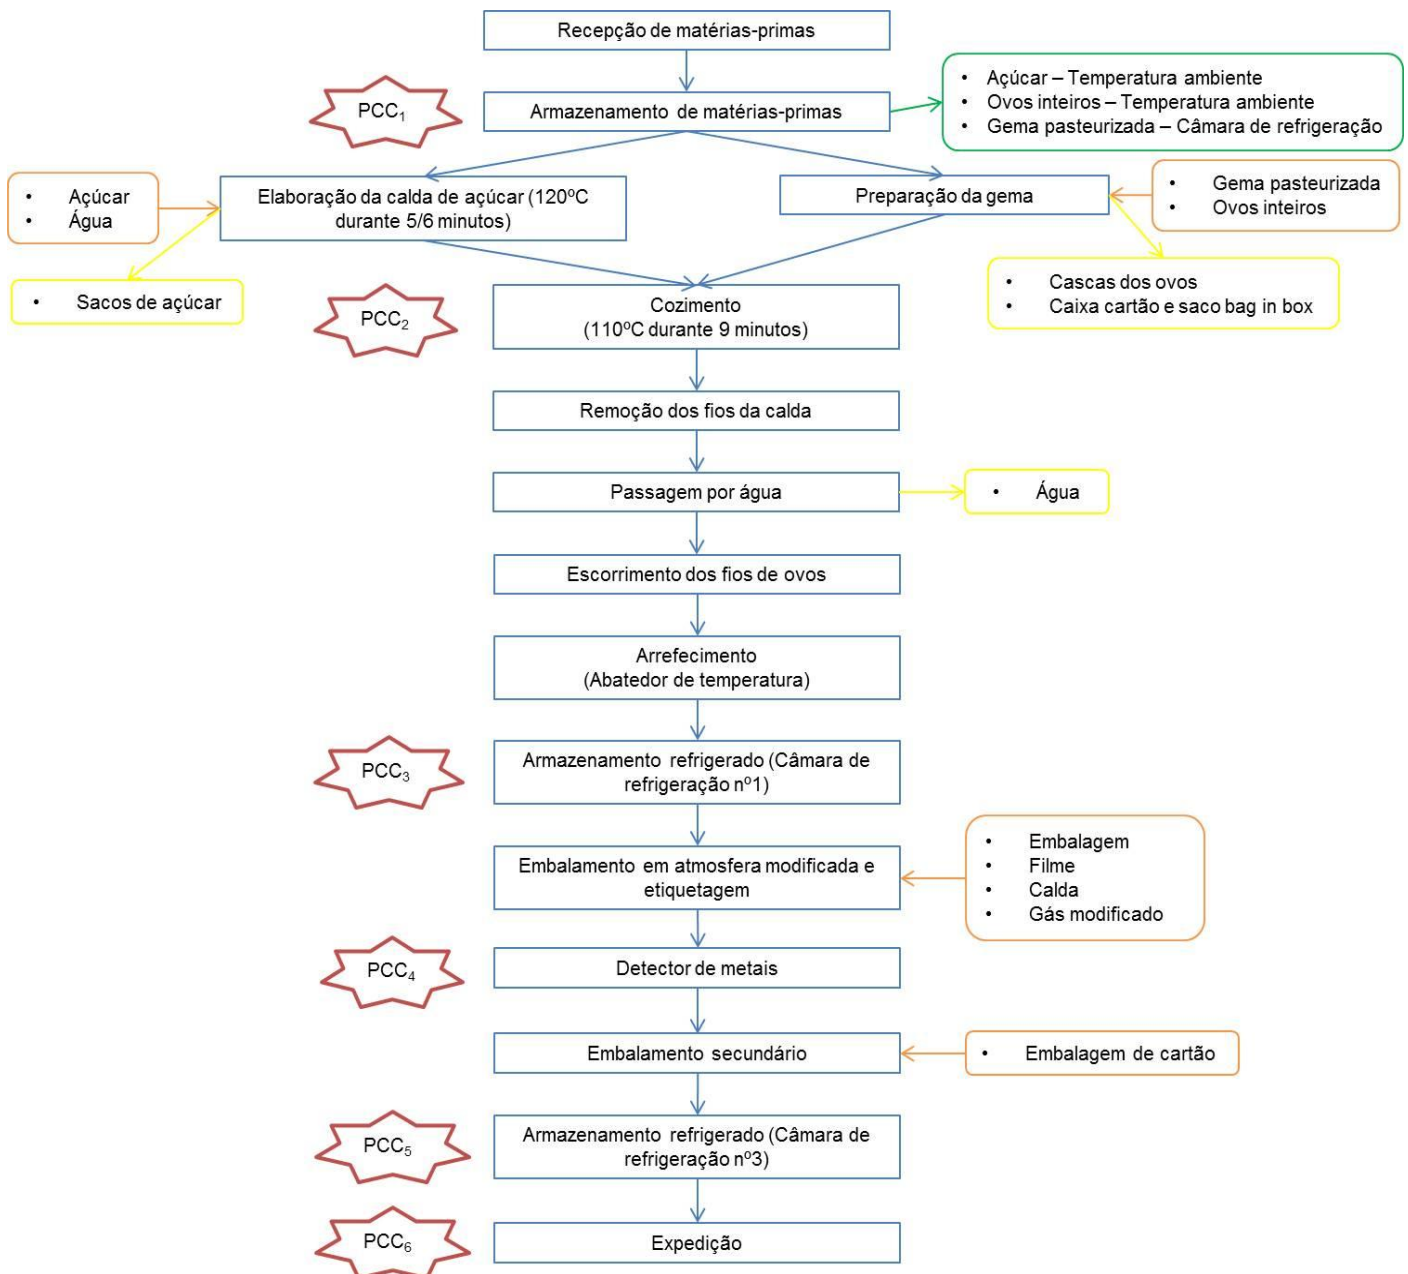 Recepção de matérias-primas
PCC₁
Armazenamento de matérias-primas
• Açúcar – Temperatura ambiente
• Ovos inteiros – Temperatura ambiente
• Gema pasteurizada – Câmara de refrigeração
• Açúcar
• Água
Elaboração da calda de açúcar (120ºC
durante 5/6 minutos)
Preparação da gema
• Gema pasteurizada
• Ovos inteiros
• Sacos de açúcar
• Cascas dos ovos
• Caixa cartão e saco bag in box
PCC₂
Cozimento
(110ºC durante 9 minutos)
Remoção dos fios da calda
Passagem por água
• Água
Escorrimento dos fios de ovos
Arrefecimento
(Abatedor de temperatura)
PCC₃
Armazenamento refrigerado (Câmara de
refrigeração nº1)
Embalamento em atmosfera modificada e
etiquetagem
• Embalagem
• Filme
• Calda
• Gás modificado
PCC₄
Detector de metais
Embalamento secundário
• Embalagem de cartão
PCC₅
Armazenamento refrigerado (Câmara de
refrigeração nº3)
PCC₆
Expedição